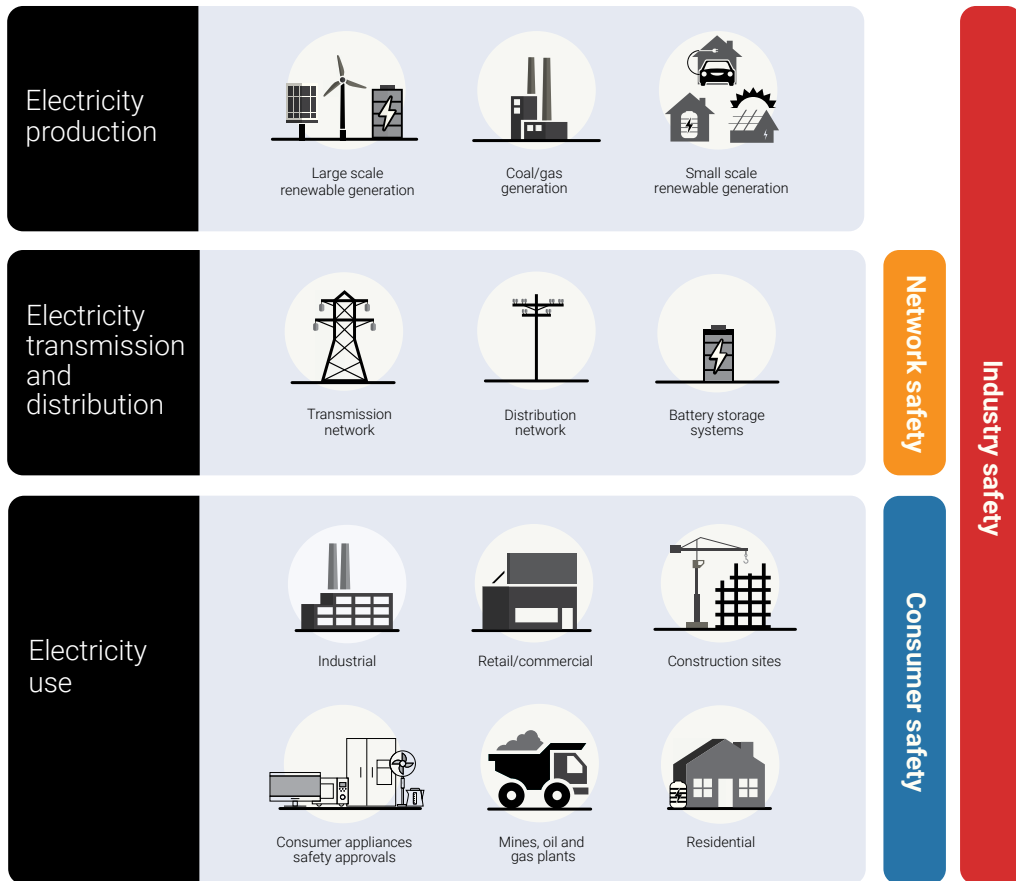 Electricity
production
Large scale
renewable generation
Coal/gas
generation
Small scale
renewable generation
Electricity
transmission
and
distribution
Transmission
network
Distribution
network
Battery storage
systems
Network safety
Industry safety
Electricity
use
Industrial
Retail/commercial
Construction sites
Consumer appliances
safety approvals
Mines, oil and
gas plants
Residential
Consumer safety